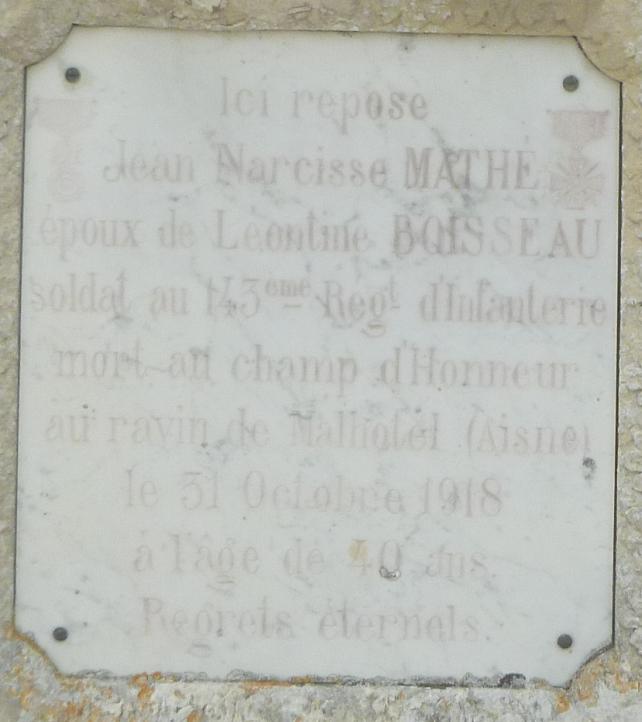 Ici repose
Jean Narcisse MATHE
époux de Léontine BOISSEAU
soldat au 143eme Regt d'Infanterie
mort au champ d'Honneur
au ravin de Malhotel (Aisne)
le 31 Octobre 1918
à l'âge de 40 ans.
Regrets éternels.